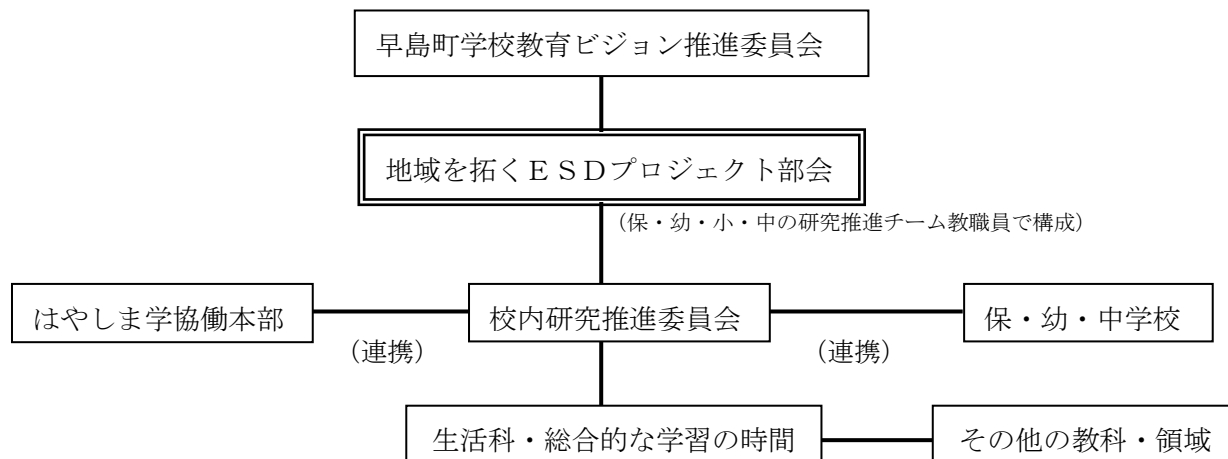 早島町学校教育ビジョン推進委員会
地域を拓くＥＳＤプロジェクト部会
（保・幼・小・中の研究推進チーム教職員で構成）
はやしま学協働本部
校内研究推進委員会
保・幼・中学校
（連携）
（連携）
生活科・総合的な学習の時間
その他の教科・領域